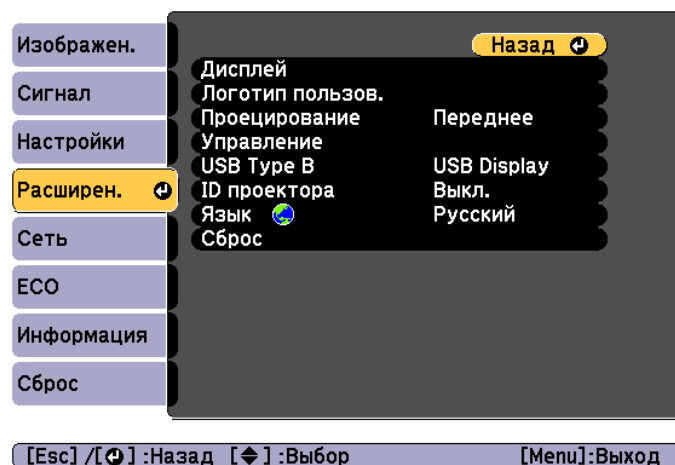 Изображен.
Сигнал
Настройки
Расширен.
Сеть
ECO
Информация
Сброс
Назад
Дисплей
Логотип пользов.
Проецирование Переднее
Управление
USB Type B USB Display
ID проектора Выкл.
Язык Русский
Сброс
[Esc] /[ ] :Назад [ ] :Выбор [Menu]:Выход